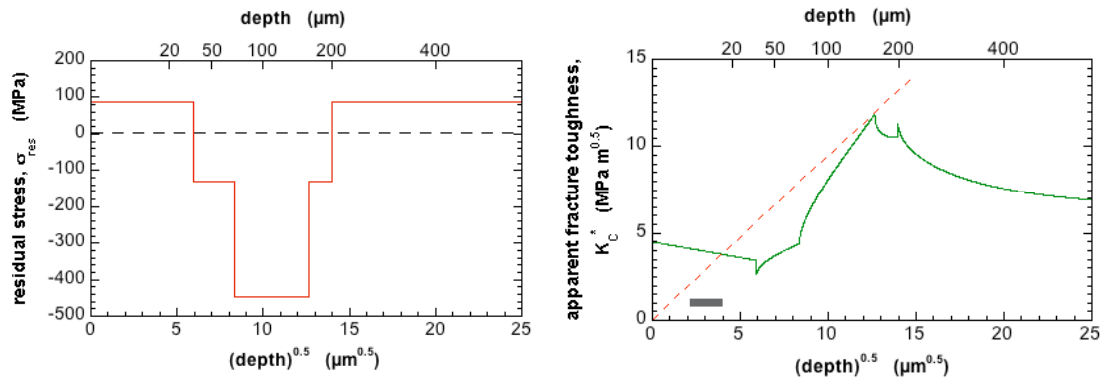 depth (µm)
20 50 100 200 400
200
100
0
-100
-200
-300
-400
-500
residual stress, σres (MPa)
0 5 10 15 20 25
(depth)0.5 (µm0.5)
depth (µm)
20 50 100 200 400
15
10
5
0
apparent fracture toughness,
KC* (MPa m0.5)
0 5 10 15 20 25
(depth)0.5 (µm0.5)